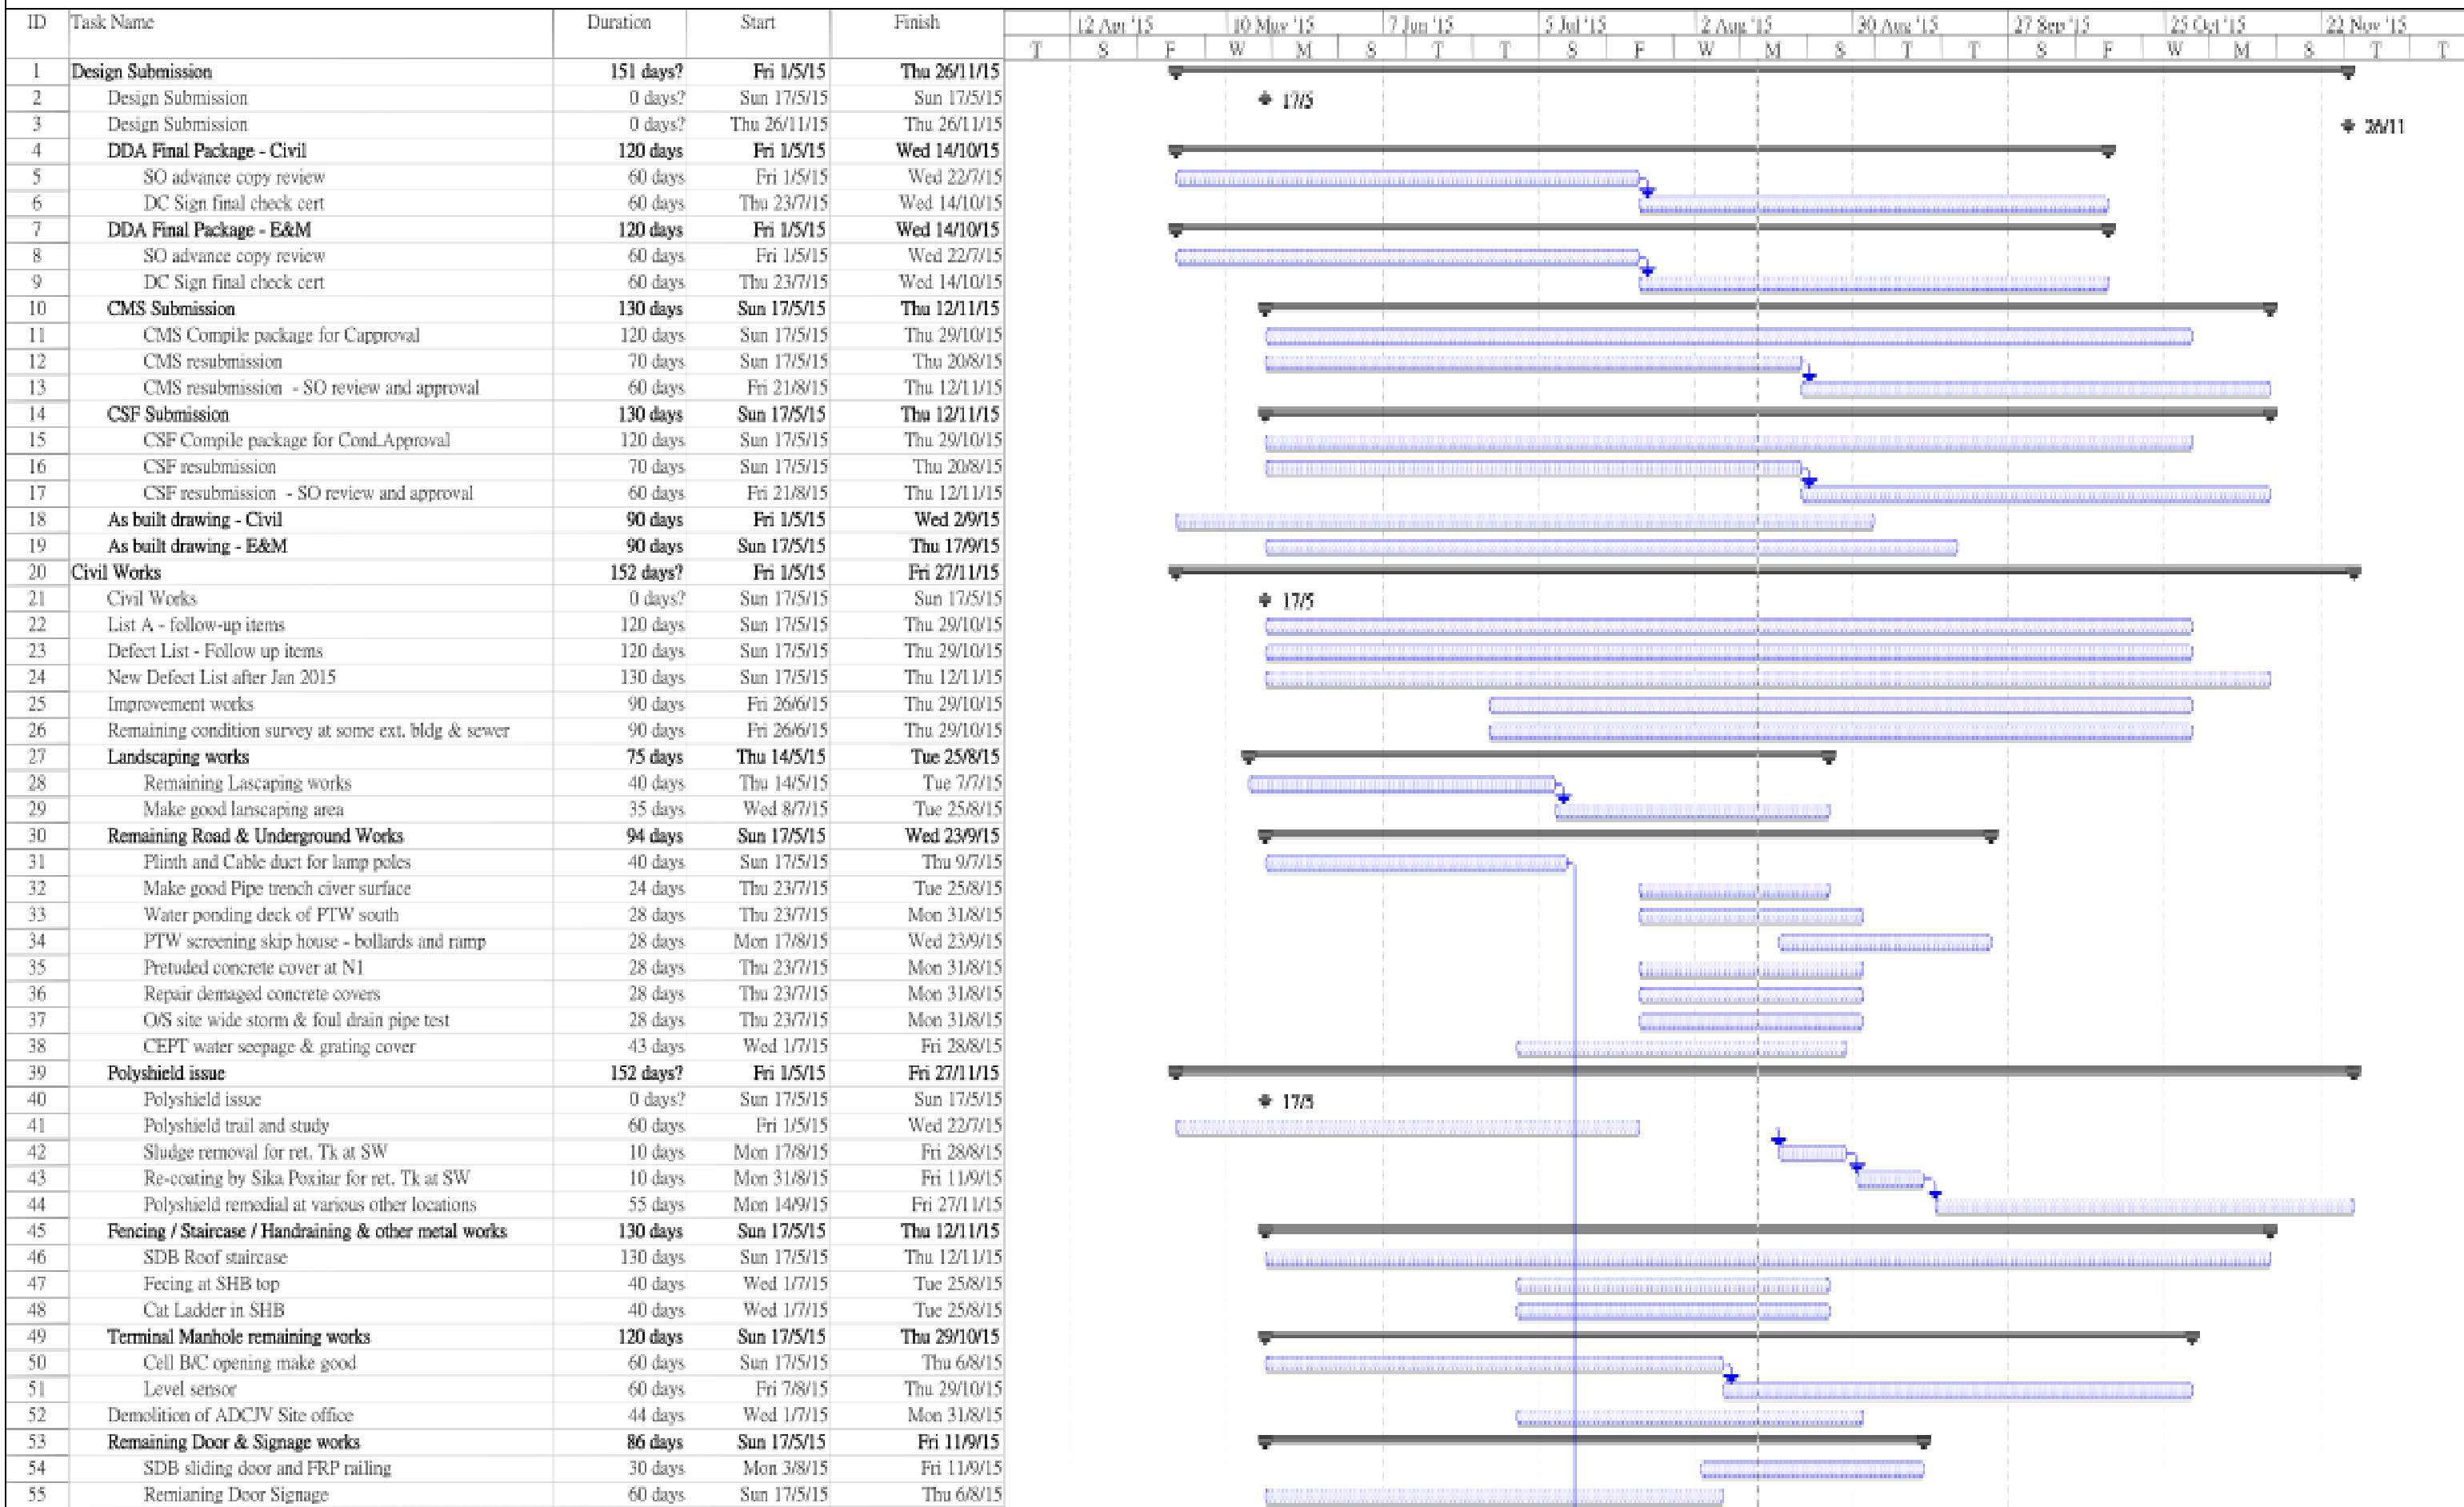 ID Task Name Duration Start Finish 12 Apr '15 10 May '15 7 Jun '15 5 Jul '15 2 Aug '15 30 Aug '15 27 Sep '15 25 Oct '15 22 Nov '15
T S F W M S T T S F W M S T T S F W M S T T
1 Design Submission 151 days? Fri 1/5/15 Thu 26/11/15
2 Design Submission 0 days? Sun 17/5/15 Sun 17/5/15 17/5
3 Design Submission 0 days? Thu 26/11/15 Thu 26/11/15 26/11
4 DDA Final Package - Civil 120 days Fri 1/5/15 Wed 14/10/15
5 SO advance copy review 60 days Fri 1/5/15 Wed 22/7/15
6 DC Sign final check cert 60 days Thu 23/7/15 Wed 14/10/15
7 DDA Final Package - E&M 120 days Fri 1/5/15 Wed 14/10/15
8 SO advance copy review 60 days Fri 1/5/15 Wed 22/7/15
9 DC Sign final check cert 60 days Thu 23/7/15 Wed 14/10/15
10 CMS Submission 130 days Sun 17/5/15 Thu 12/11/15
11 CMS Compile package for Capproval 120 days Sun 17/5/15 Thu 29/10/15
12 CMS resubmission 70 days Sun 17/5/15 Thu 20/8/15
13 CMS resubmission - SO review and approval 60 days Fri 21/8/15 Thu 12/11/15
14 CSF Submission 130 days Sun 17/5/15 Thu 12/11/15
15 CSF Compile package for Cond.Approval 120 days Sun 17/5/15 Thu 29/10/15
16 CSF resubmission 70 days Sun 17/5/15 Thu 20/8/15
17 CSF resubmission - SO review and approval 60 days Fri 21/8/15 Thu 12/11/15
18 As built drawing - Civil 90 days Fri 1/5/15 Wed 2/9/15
19 As built drawing - E&M 90 days Sun 17/5/15 Thu 17/9/15
20 Civil Works 152 days? Fri 1/5/15 Fri 27/11/15
21 Civil Works 0 days? Sun 17/5/15 Sun 17/5/15 17/5
22 List A - follow-up items 120 days Sun 17/5/15 Thu 29/10/15
23 Defect List - Follow up items 120 days Sun 17/5/15 Thu 29/10/15
24 New Defect List after Jan 2015 130 days Sun 17/5/15 Thu 12/11/15
25 Improvement works 90 days Fri 26/6/15 Thu 29/10/15
26 Remaining condition survey at some ext. bldg & sewer 90 days Fri 26/6/15 Thu 29/10/15
27 Landscaping works 75 days Thu 14/5/15 Tue 25/8/15
28 Remaining Lascaping works 40 days Thu 14/5/15 Tue 7/7/15
29 Make good lanscaping area 35 days Wed 8/7/15 Tue 25/8/15
30 Remaining Road & Underground Works 94 days Sun 17/5/15 Wed 23/9/15
31 Plinth and Cable duct for lamp poles 40 days Sun 17/5/15 Thu 9/7/15
32 Make good Pipe trench civer surface 24 days Thu 23/7/15 Tue 25/8/15
33 Water ponding deck of PTW south 28 days Thu 23/7/15 Mon 31/8/15
34 PTW screening skip house - bollards and ramp 28 days Mon 17/8/15 Wed 23/9/15
35 Pretuded concrete cover at N1 28 days Thu 23/7/15 Mon 31/8/15
36 Repair demaged concrete covers 28 days Thu 23/7/15 Mon 31/8/15
37 O/S site wide storm & foul drain pipe test 28 days Thu 23/7/15 Mon 31/8/15
38 CEPT water seepage & grating cover 43 days Wed 1/7/15 Fri 28/8/15
39 Polyshield issue 152 days? Fri 1/5/15 Fri 27/11/15
40 Polyshield issue 0 days? Sun 17/5/15 Sun 17/5/15 17/5
41 Polyshield trail and study 60 days Fri 1/5/15 Wed 22/7/15
42 Sludge removal for ret. Tk at SW 10 days Mon 17/8/15 Fri 28/8/15
43 Re-coating by Sika Poxitar for ret. Tk at SW 10 days Mon 31/8/15 Fri 11/9/15
44 Polyshield remedial at various other locations 55 days Mon 14/9/15 Fri 27/11/15
45 Fencing / Staircase / Handraining & other metal works 130 days Sun 17/5/15 Thu 12/11/15
46 SDB Roof staircase 130 days Sun 17/5/15 Thu 12/11/15
47 Fecing at SHB top 40 days Wed 1/7/15 Tue 25/8/15
48 Cat Ladder in SHB 40 days Wed 1/7/15 Tue 25/8/15
49 Terminal Manhole remaining works 120 days Sun 17/5/15 Thu 29/10/15
50 Cell B/C opening make good 60 days Sun 17/5/15 Thu 6/8/15
51 Level sensor 60 days Fri 7/8/15 Thu 29/10/15
52 Demolition of ADCJV Site office 44 days Wed 1/7/15 Mon 31/8/15
53 Remaining Door & Signage works 86 days Sun 17/5/15 Fri 11/9/15
54 SDB sliding door and FRP railing 30 days Mon 3/8/15 Fri 11/9/15
55 Remianing Door Signage 60 days Sun 17/5/15 Thu 6/8/15